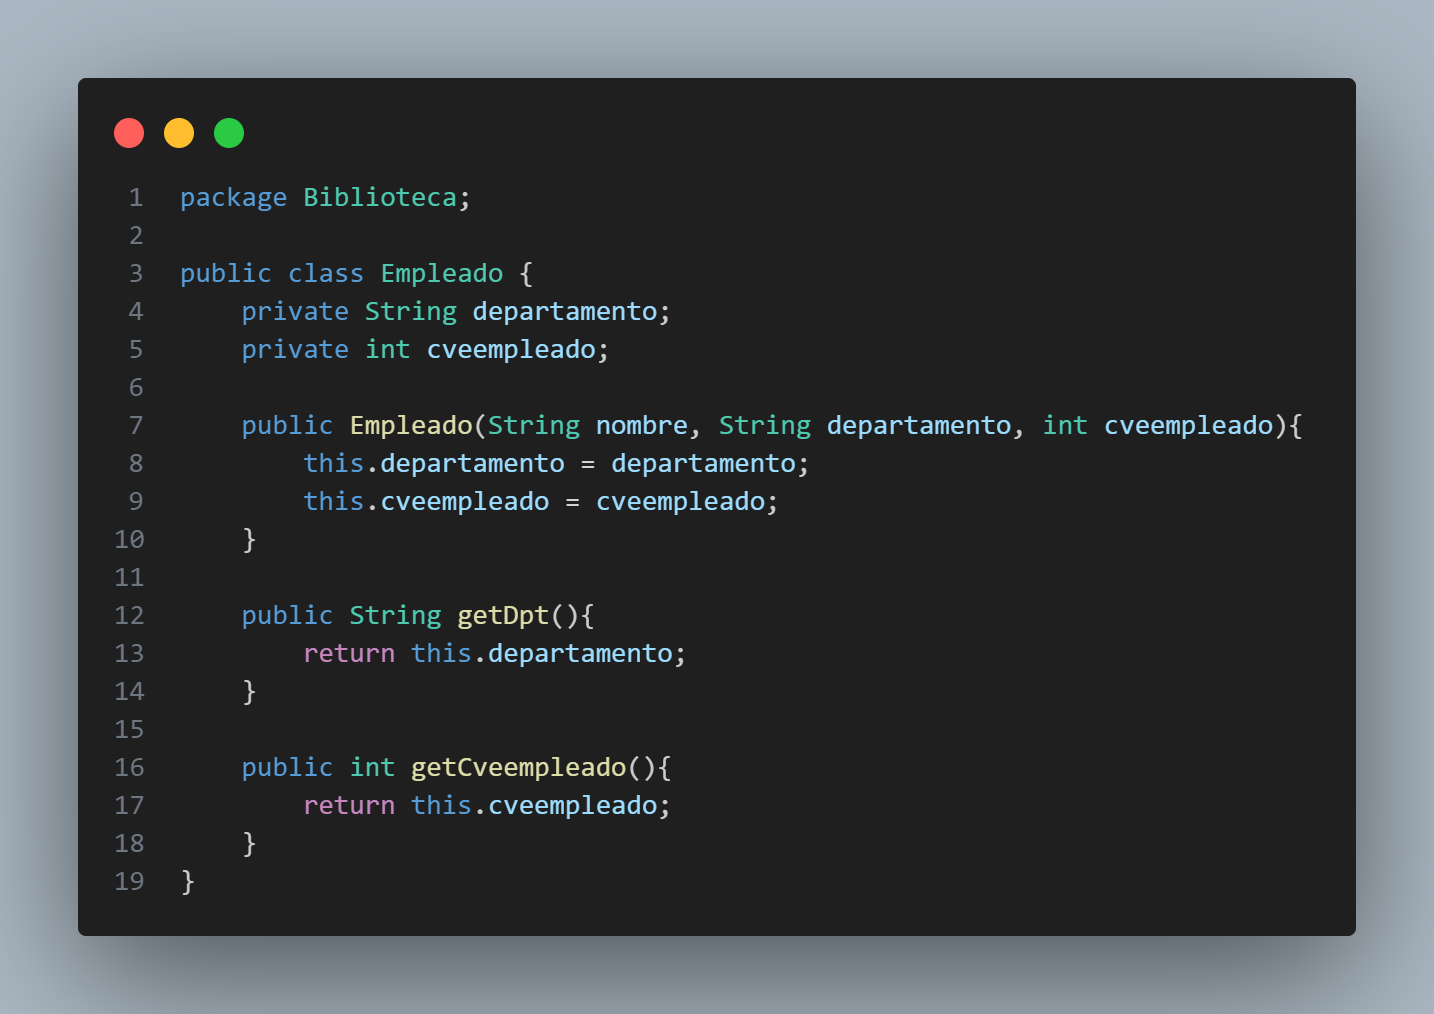 1 package Biblioteca;
2
3 public class Empleado {
4     private String departamento;
5     private int cveempleado;
6
7     public Empleado(String nombre, String departamento, int cveempleado){
8         this.departamento = departamento;
9         this.cveempleado = cveempleado;
10     }
11
12     public String getDpt(){
13         return this.departamento;
14     }
15
16     public int getCveempleado(){
17         return this.cveempleado;
18     }
19 }